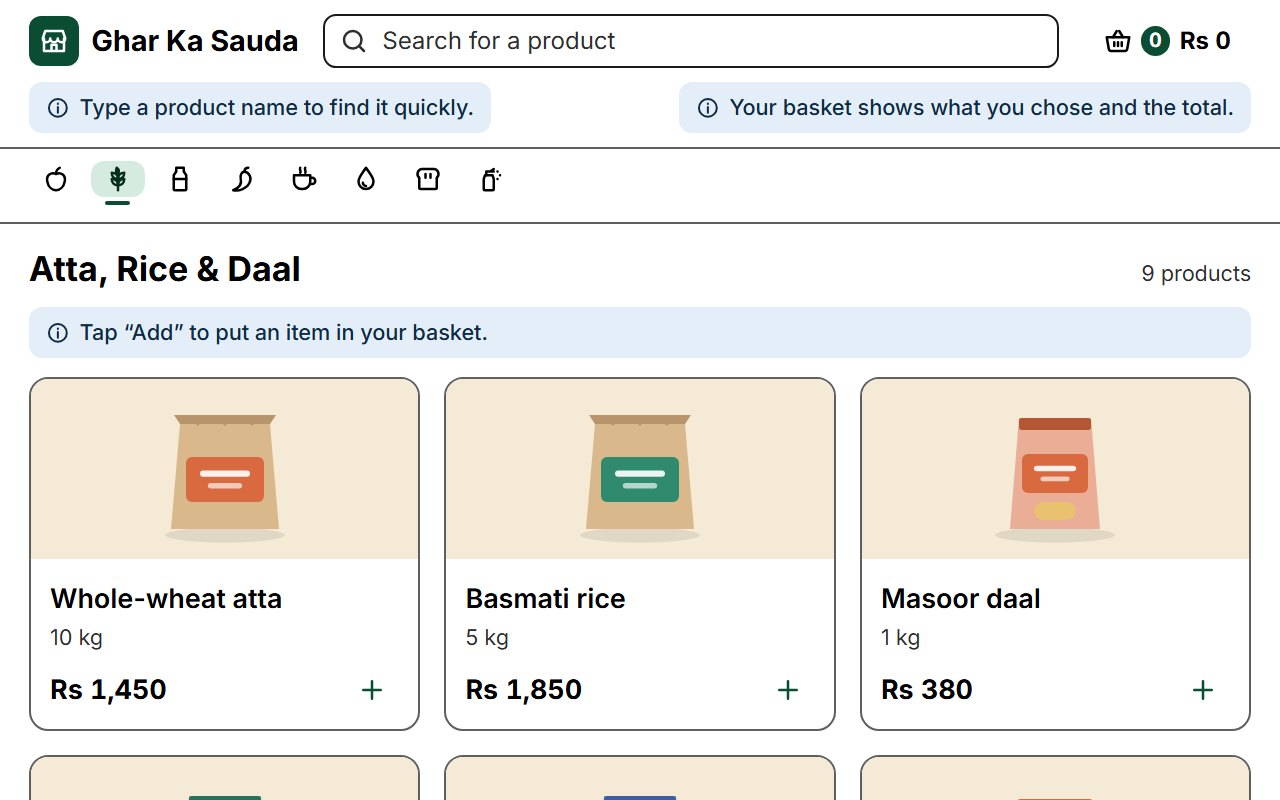 Ghar Ka Sauda
Search for a product
0 Rs 0
Type a product name to find it quickly.
Your basket shows what you chose and the total.
Atta, Rice & Daal
9 products
Tap “Add” to put an item in your basket.
Whole-wheat atta
10 kg
Rs 1,450
Basmati rice
5 kg
Rs 1,850
Masoor daal
1 kg
Rs 380